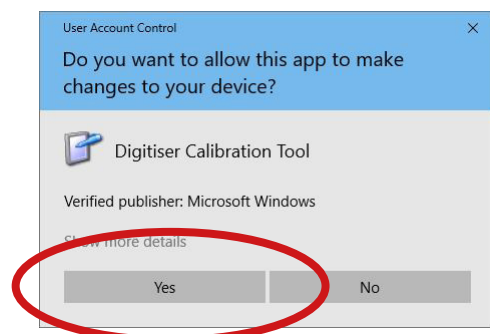 User Account Control
Do you want to allow this app to make
changes to your device?
Digitiser Calibration Tool
Verified publisher: Microsoft Windows
Show more details
Yes No